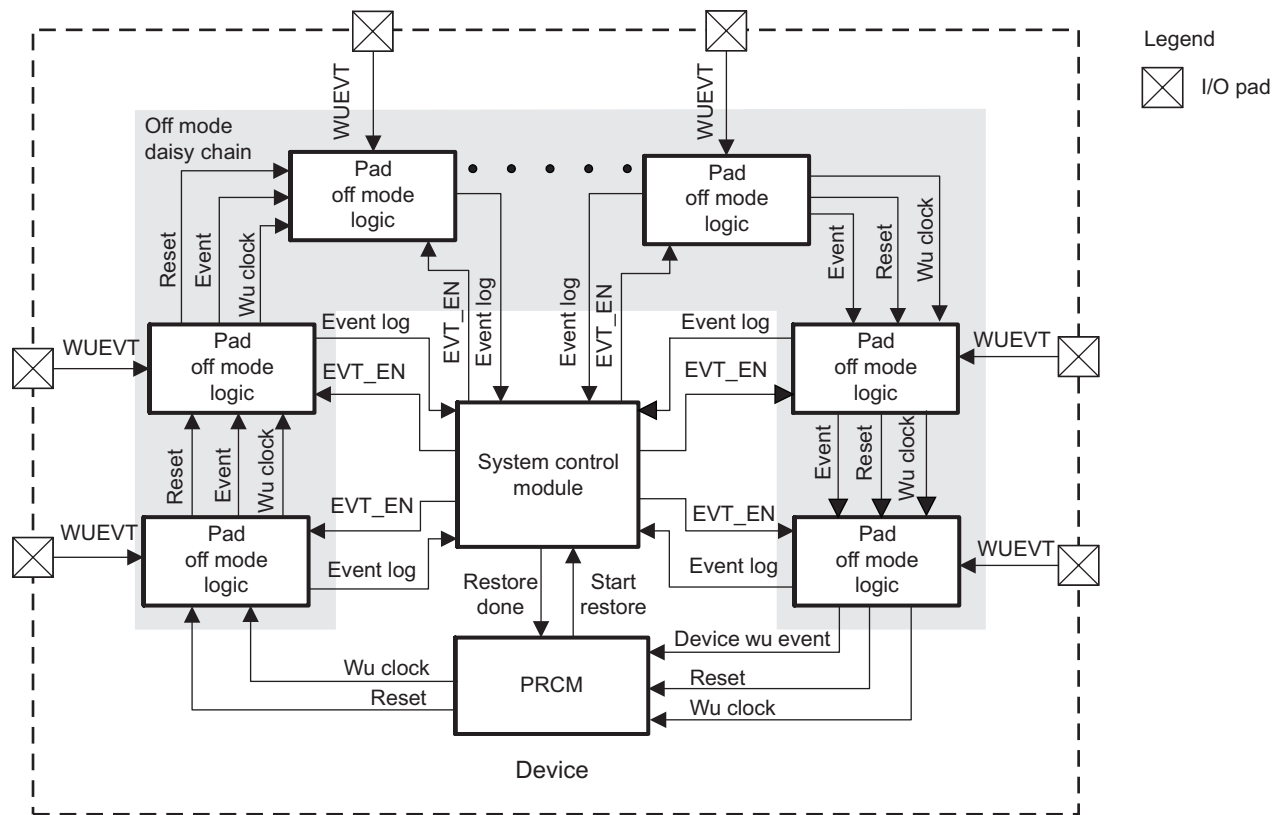 Legend
I/O pad
WUEVT
WUEVT
Off mode
daisy chain
Pad
off mode
logic
Pad
off mode
logic
Reset
Event
Wu clock
EVT_EN
Event log
Event log
EVT_EN
Event
Reset
Wu clock
WUEVT
Pad
off mode
logic
Event log
EVT_EN
Event log
EVT_EN
Pad
off mode
logic
WUEVT
Reset
Event
Wu clock
System control
module
Event
Reset
Wu clock
WUEVT
Pad
off mode
logic
EVT_EN
Event log
EVT_EN
Event log
Pad
off mode
logic
WUEVT
Restore
done
Start
restore
PRCM
Wu clock
Reset
Device wu event
Reset
Wu clock
Device